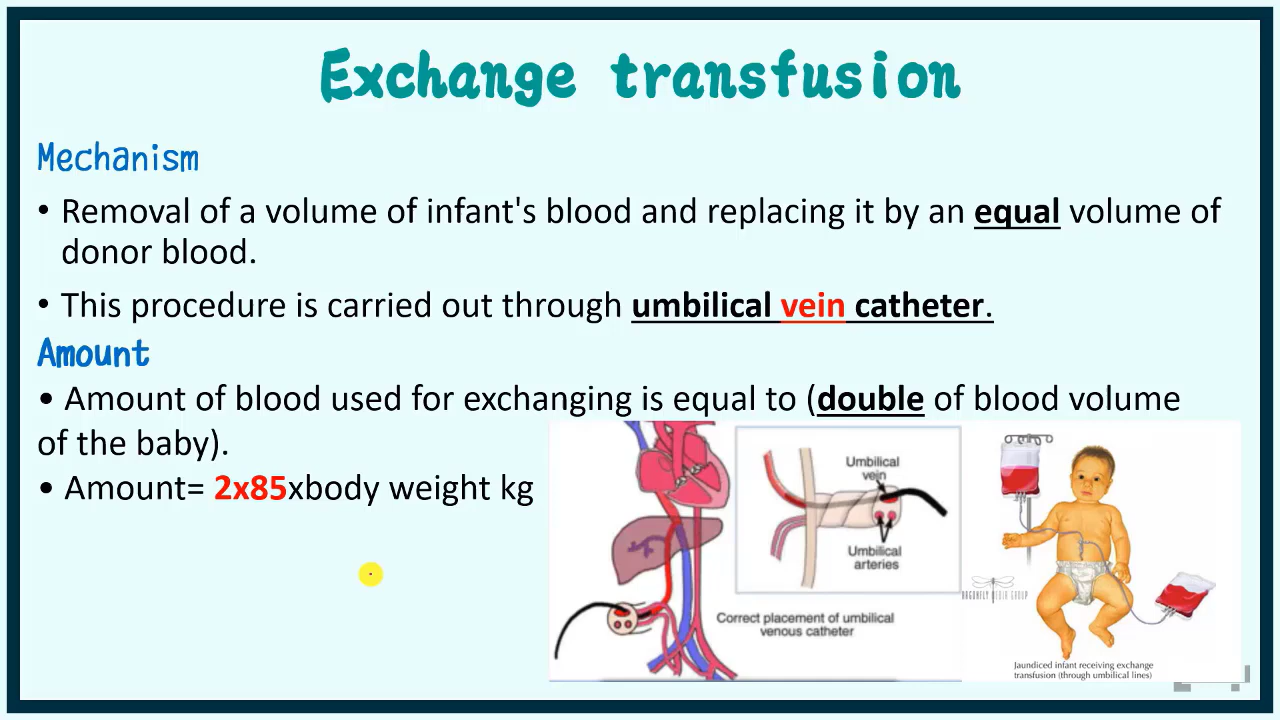 Exchange transfusion
Mechanism
• Removal of a volume of infant's blood and replacing it by an equal volume of
donor blood.
• This procedure is carried out through umbilical vein catheter.
Amount
• Amount of blood used for exchanging is equal to (double of blood volume
of the baby).
• Amount= 2x85xbody weight kg
Umbilical
vein
Umbilical
arteries
Correct placement of umbilical
venous catheter
DRAGONFLY MEDIA GROUP
Jaundiced infant receiving exchange
transfusion (through umbilical lines)